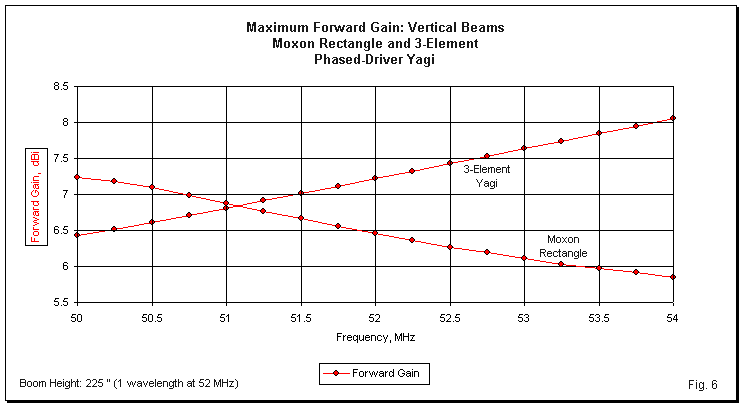 Maximum Forward Gain: Vertical Beams
Moxon Rectangle and 3-Element
Phased-Driver Yagi
8.5
8
7.5
7
6.5
6
5.5
Forward Gain, dBi
3-Element
Yagi
Moxon
Rectangle
50 50.5 51 51.5 52 52.5 53 53.5 54
Frequency, MHz
Forward Gain
Boom Height: 225 " (1 wavelength at 52 MHz)
Fig. 6